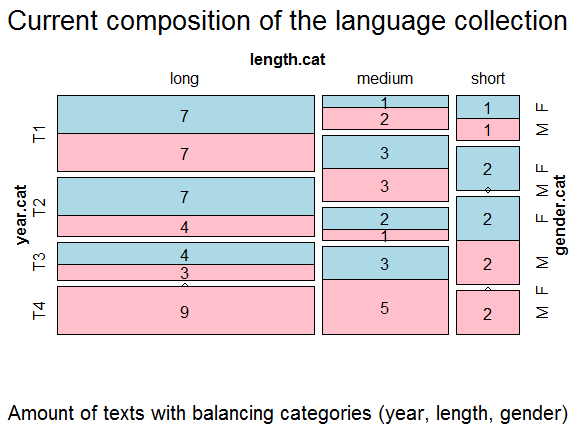 Current composition of the language collection
length.cat
long medium short
year.cat
T1
T2
T3
T4
7
7
7
4
4
3
9
1
2
3
3
2
1
3
5
1
1
2
2
2
2
F
M
F
M
F
M
F
M
gender.cat
Amount of texts with balancing categories (year, length, gender)